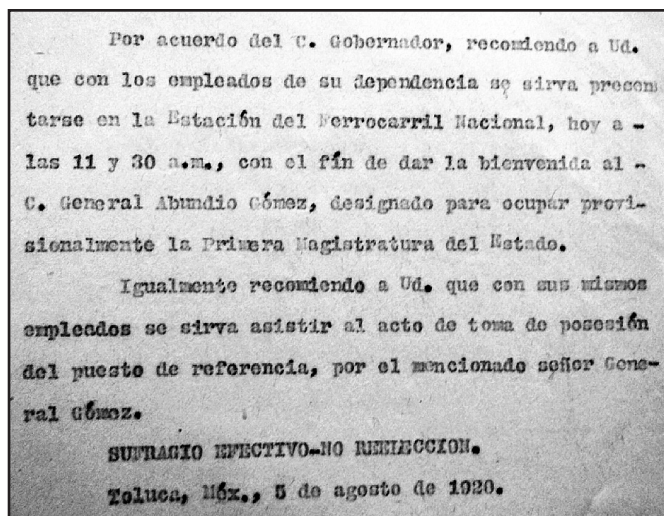 Por acuerdo del C. Gobernador, recomiendo a Ud.
que con los empleados de su dependencia se sirva presen
tarse en la Estación del Ferrocarril Nacional, hoy a -
las 11 y 30 a.m., con el fín de dar la bienvenida al -
C. General Abundio Gómez, designado para ocupar provi-
sionalmente la Primera Magistratura del Estado.
Igualmente recomiendo a Ud. que con sus mismos
empleados se sirva asistir al acto de toma de posesión
del puesto de referencia, por el mencionado señor Gene-
ral Gómez.
SUFRAGIO EFECTIVO-NO REELECCION.
Toluca, Méx., 5 de agosto de 1920.